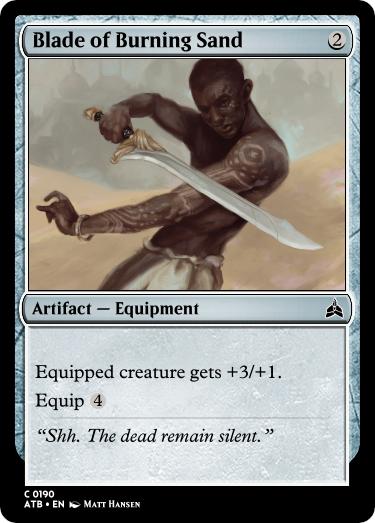 Blade of Burning Sand 2
Artifact — Equipment
Equipped creature gets +3/+1.
Equip 4
“Shh. The dead remain silent.”
C 0190
ATB • EN Matt Hansen